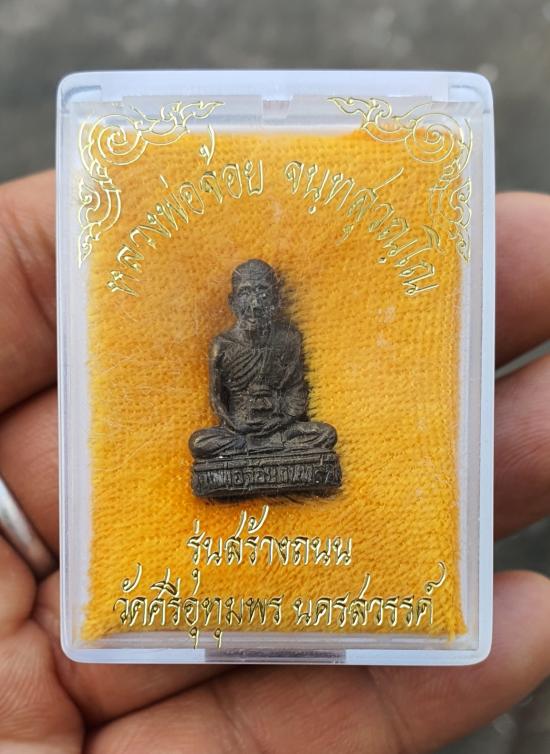 หลวงพ่อจ้อย จนฺทสุวณฺโณ
รุ่นสร้างถนน
วัดศรีอุทุมพร นครสวรรค์